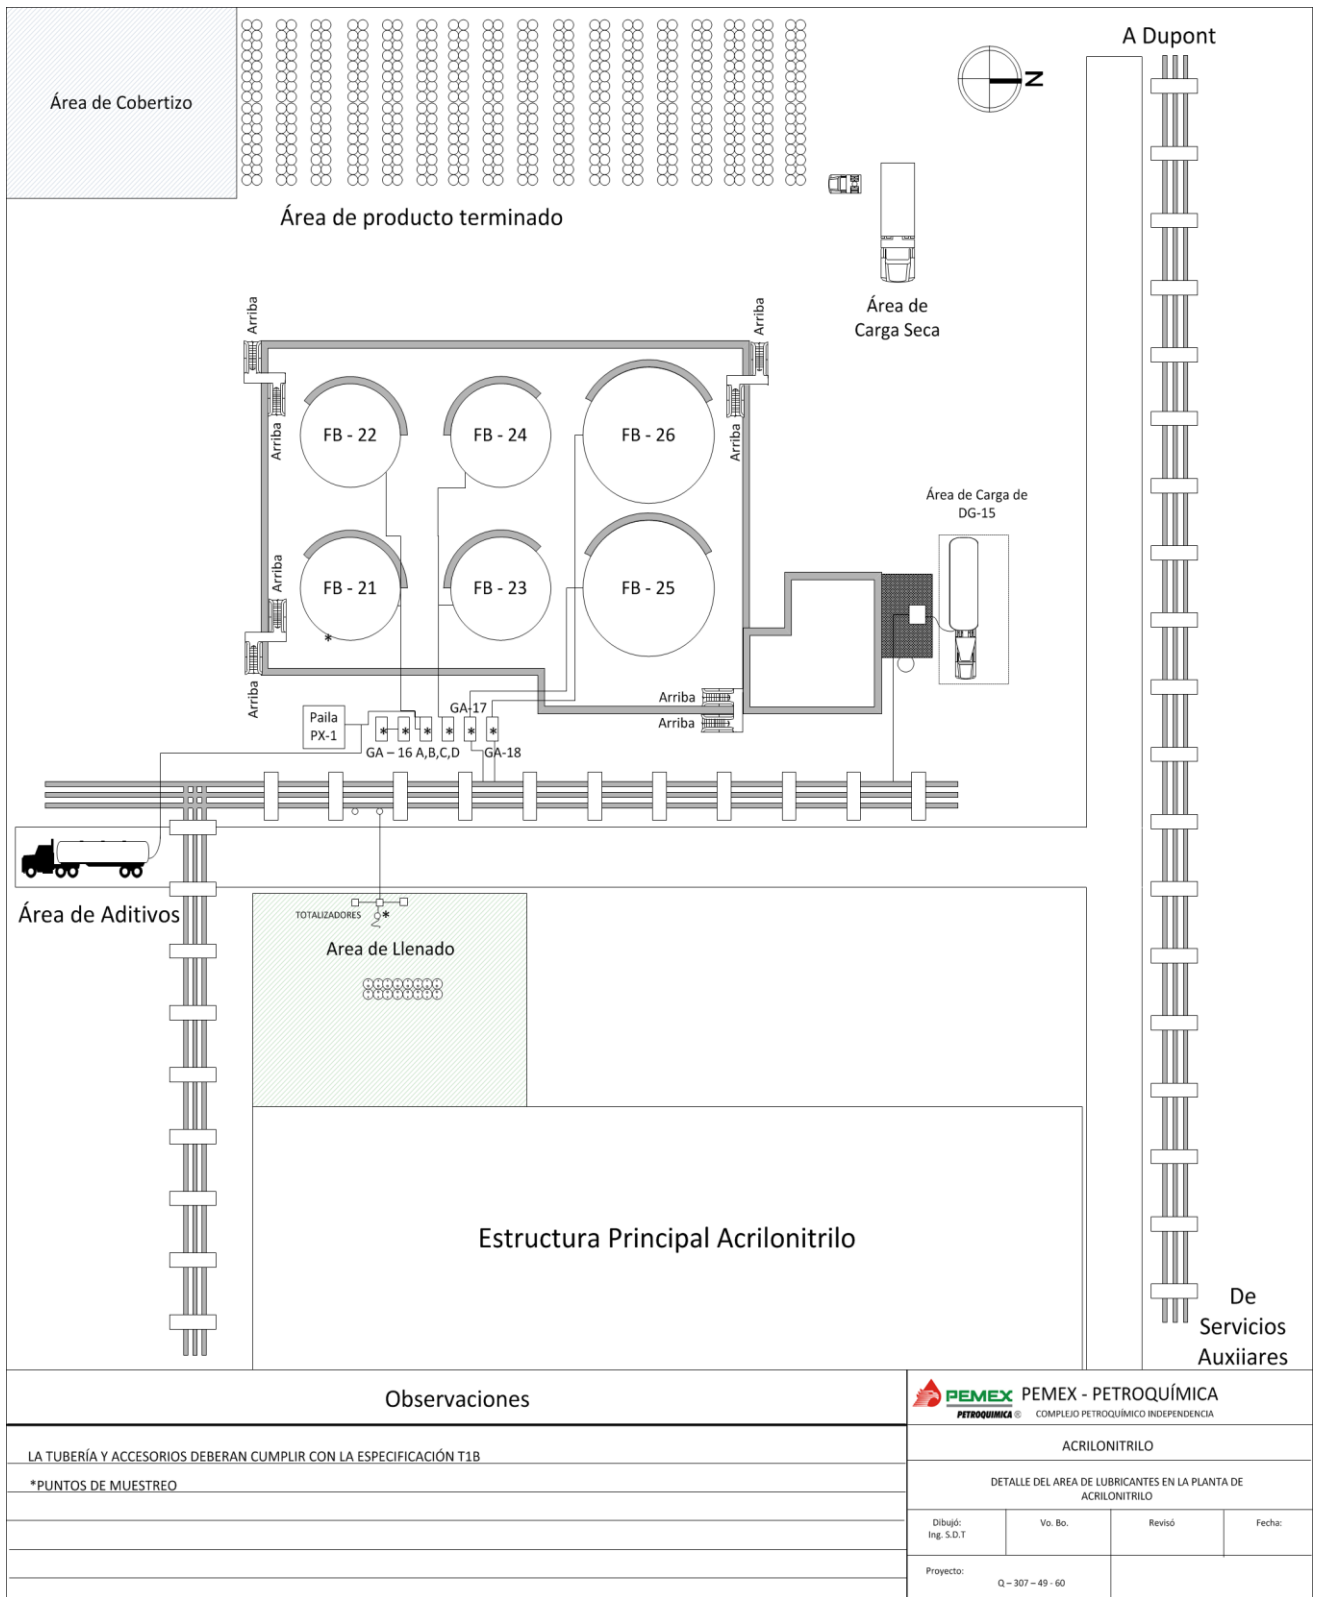 A Dupont
N
Área de Cobertizo
Área de producto terminado
Área de
Carga Seca
Arriba
Arriba
Arriba
Arriba
FB - 22
FB - 24
FB - 26
Área de Carga de
DG-15
Arriba
FB - 21
FB - 23
FB - 25
*
Arriba
Arriba
Arriba
Paila
PX-1
GA-17
* * * * * *
GA – 16 A,B,C,D
GA-18
Área de Aditivos
TOTALIZADORES
*
Area de Llenado
Estructura Principal Acrilonitrilo
De
Servicios
Auxiiares
Observaciones
LA TUBERÍA Y ACCESORIOS DEBERAN CUMPLIR CON LA ESPECIFICACIÓN T1B
*PUNTOS DE MUESTREO
PEMEX
PETROQUIMICA ®
PEMEX - PETROQUÍMICA
COMPLEJO PETROQUÍMICO INDEPENDENCIA
ACRILONITRILO
DETALLE DEL AREA DE LUBRICANTES EN LA PLANTA DE
ACRILONITRILO
Dibujó:
Ing. S.D.T
Vo. Bo.
Revisó
Fecha:
Proyecto:
Q – 307 – 49 - 60